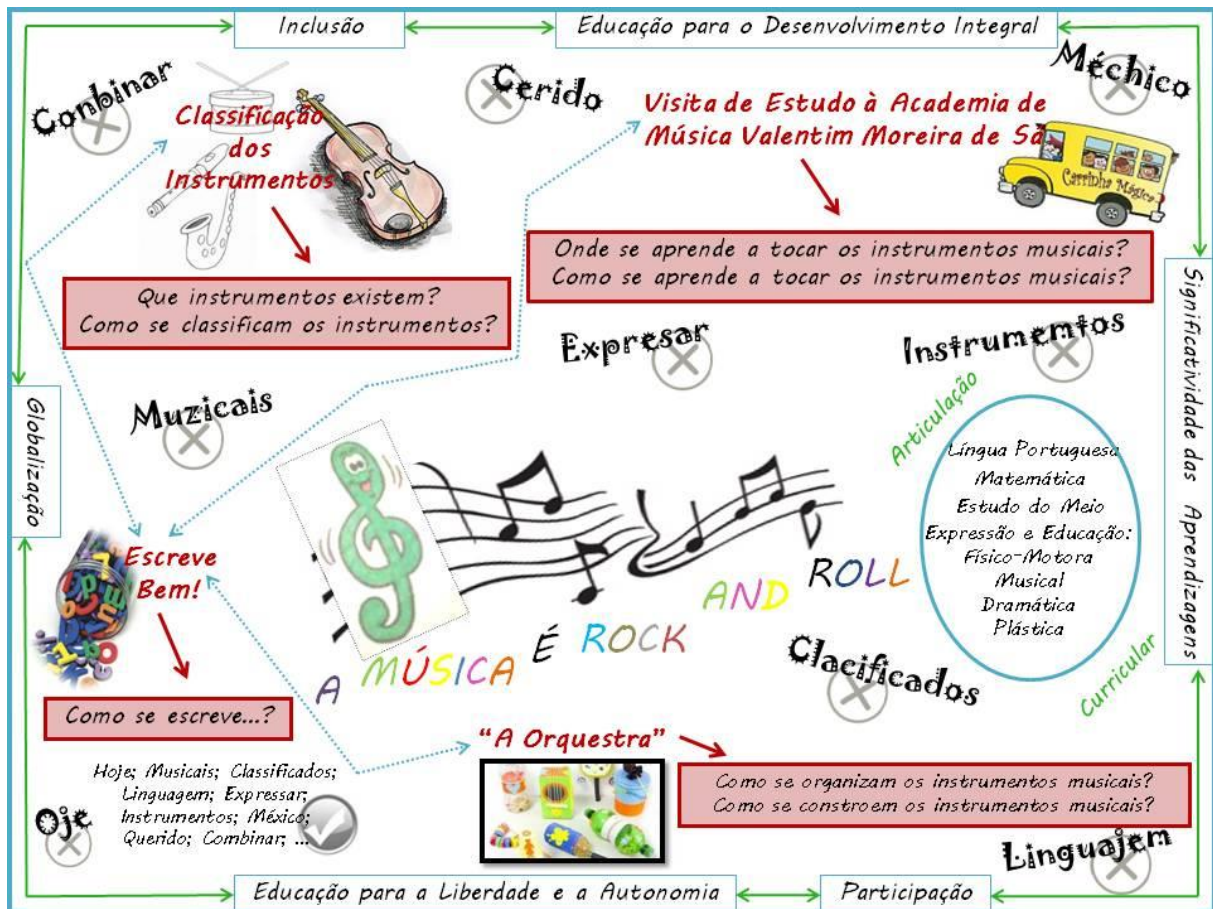 Inclusão
Educação para o Desenvolvimento Integral
Conbinar
Cerido
Méchico
Classificação
dos
Instrumentos
Visita de Estudo à Academia de
Música Valentim Moreira de Sá
Carrinha Mágica
Que instrumentos existem?
Como se classificam os instrumentos?
Onde se aprende a tocar os instrumentos musicais?
Como se aprende a tocar os instrumentos musicais?
Expresar
Instrumemtos
Muzicais
Globalização
Significatividade das Aprendizagens
Articulação
Língua Portuguesa
Matemática
Estudo do Meio
Expressão e Educação:
Físico-Motora
Musical
Dramática
Plástica
Curricular
Escreve
Bem!
A MÚSICA É ROCK AND ROLL
Clacificados
Como se escreve...?
"A Orquestra"
Hoje; Musicais; Classificados;
Linguagem; Expressar;
Instrumentos; México;
Querido; Combinar; ...
Oje
Como se organizam os instrumentos musicais?
Como se constroem os instrumentos musicais?
Linguajem
Educação para a Liberdade e a Autonomia
Participação